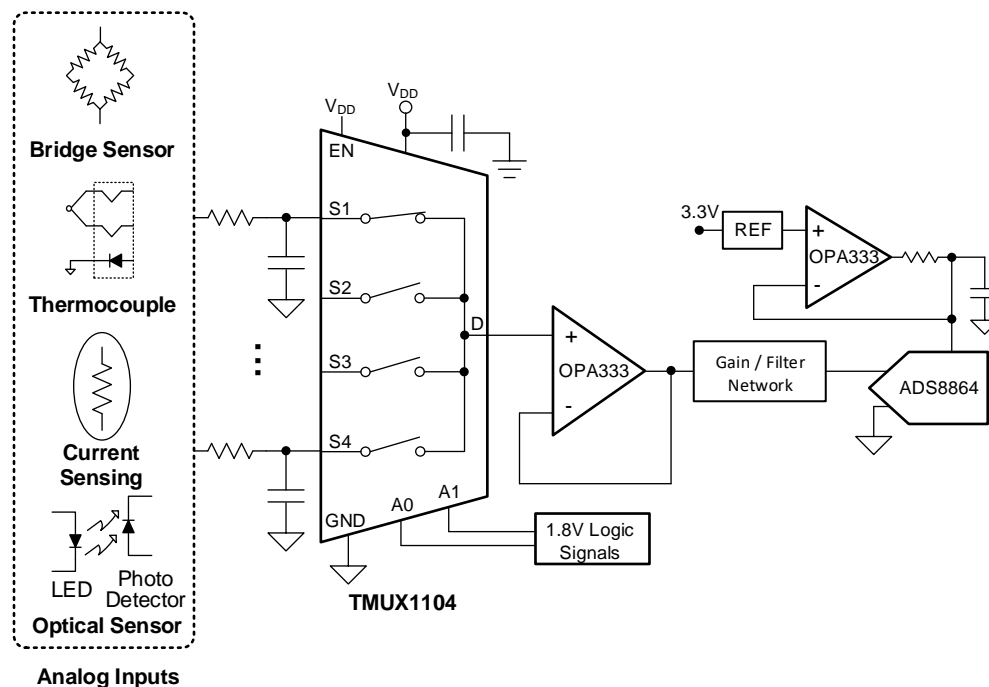 Bridge Sensor
Thermocouple
Current
Sensing
LED
Photo
Detector
Optical Sensor
Analog Inputs
VDD
VDD
EN
S1
S2
S3
S4
D
GND
A0
A1
TMUX1104
1.8V Logic
Signals
+
OPA333
-
Gain / Filter
Network
3.3V
REF
+
OPA333
-
ADS8864